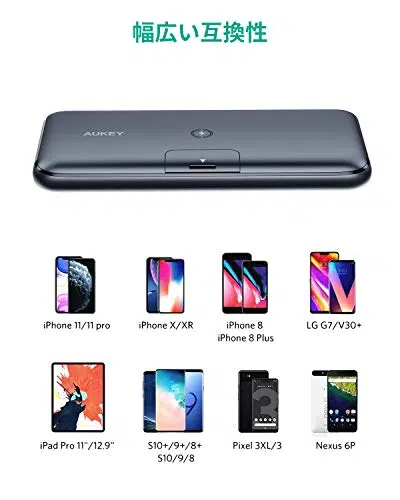 幅広い互換性
AUKEY
iPhone 11/11 pro
iPhone X/XR
iPhone 8
iPhone 8 Plus
LG G7/V30+
iPad Pro 11"/12.9"
S10+/9+/8+
S10/9/8
Pixel 3XL/3
Nexus 6P